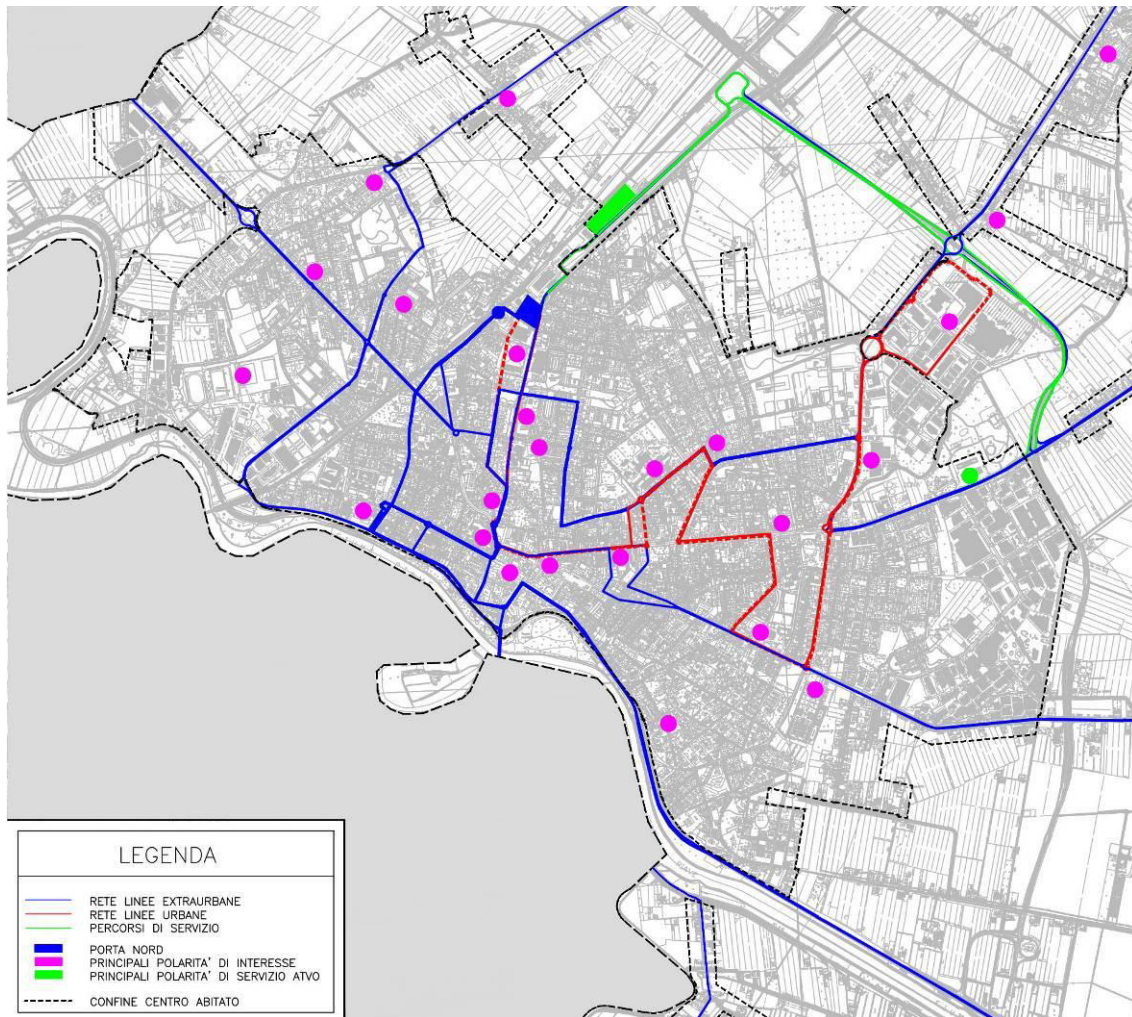 LEGENDA
RETE LINEE EXTRAURBANE
RETE LINEE URBANE
PERCORSI DI SERVIZIO
PORTA NORD
PRINCIPALI POLARITA' DI INTERESSE
PRINCIPALI POLARITA' DI SERVIZIO ATVO
CONFINE CENTRO ABITATO